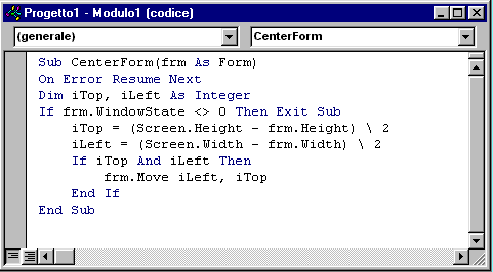 Progetto1 - Modulo1 (codice)
(generale) CenterForm
Sub CenterForm(frm As Form)
On Error Resume Next
Dim iTop, iLeft As Integer
If frm.WindowState <> 0 Then Exit Sub
    iTop = (Screen.Height - frm.Height) \ 2
    iLeft = (Screen.Width - frm.Width) \ 2
    If iTop And iLeft Then
        frm.Move iLeft, iTop
    End If
End Sub